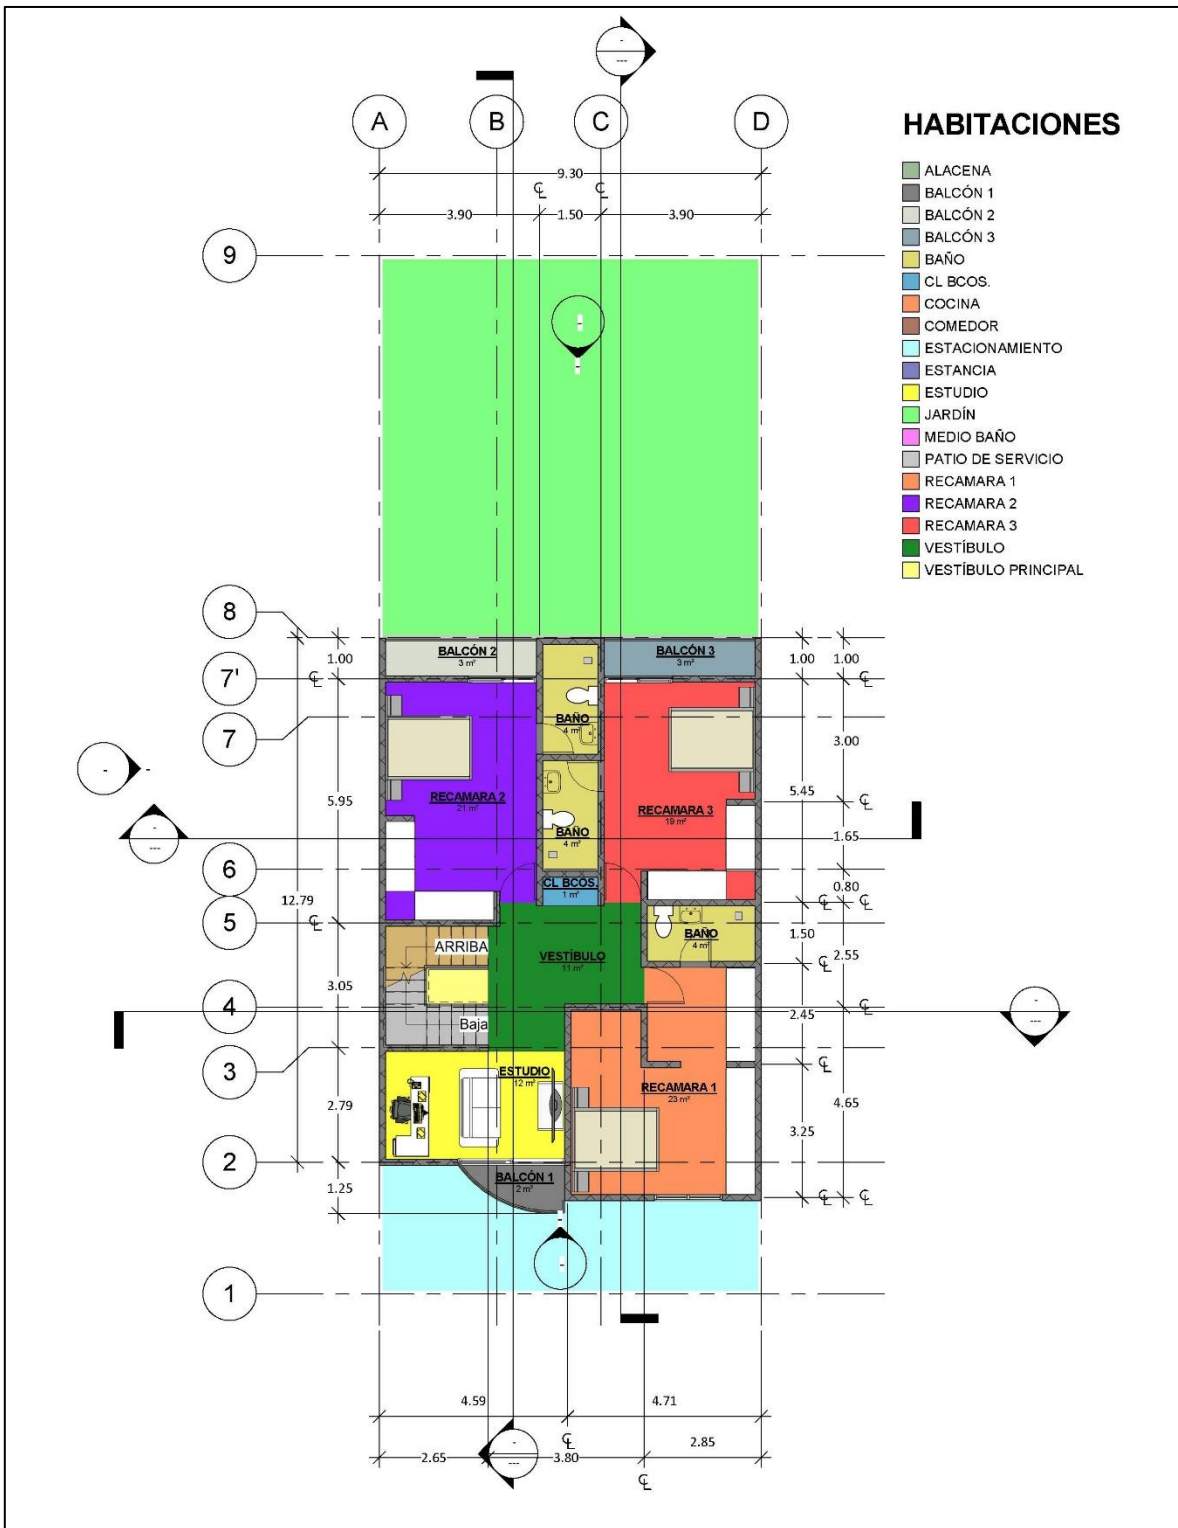 A
B
C
D
HABITACIONES
ALACENA
BALCÓN 1
BALCÓN 2
BALCÓN 3
BAÑO
CL BCOS.
COCINA
COMEDOR
ESTACIONAMIENTO
ESTANCIA
ESTUDIO
JARDÍN
MEDIO BAÑO
PATIO DE SERVICIO
RECAMARA 1
RECAMARA 2
RECAMARA 3
VESTÍBULO
VESTÍBULO PRINCIPAL
9.30
3.90
1.50
3.90
9
8
7'
7
6
5
4
3
2
1
BALCÓN 2
3 m²
BALCÓN 3
3 m²
BAÑO
4 m²
RECAMARA 2
21 m²
RECAMARA 3
19 m²
BAÑO
4 m²
CL BCOS.
1 m²
BAÑO
4 m²
ARRIBA
VESTÍBULO
11 m²
Baja
ESTUDIO
12 m²
RECAMARA 1
23 m²
BALCÓN 1
2 m²
1.00
5.95
12.79
3.05
2.79
1.25
1.00
1.00
3.00
5.45
1.65
0.80
1.50
2.55
2.45
4.65
3.25
4.59
4.71
2.65
3.80
2.85